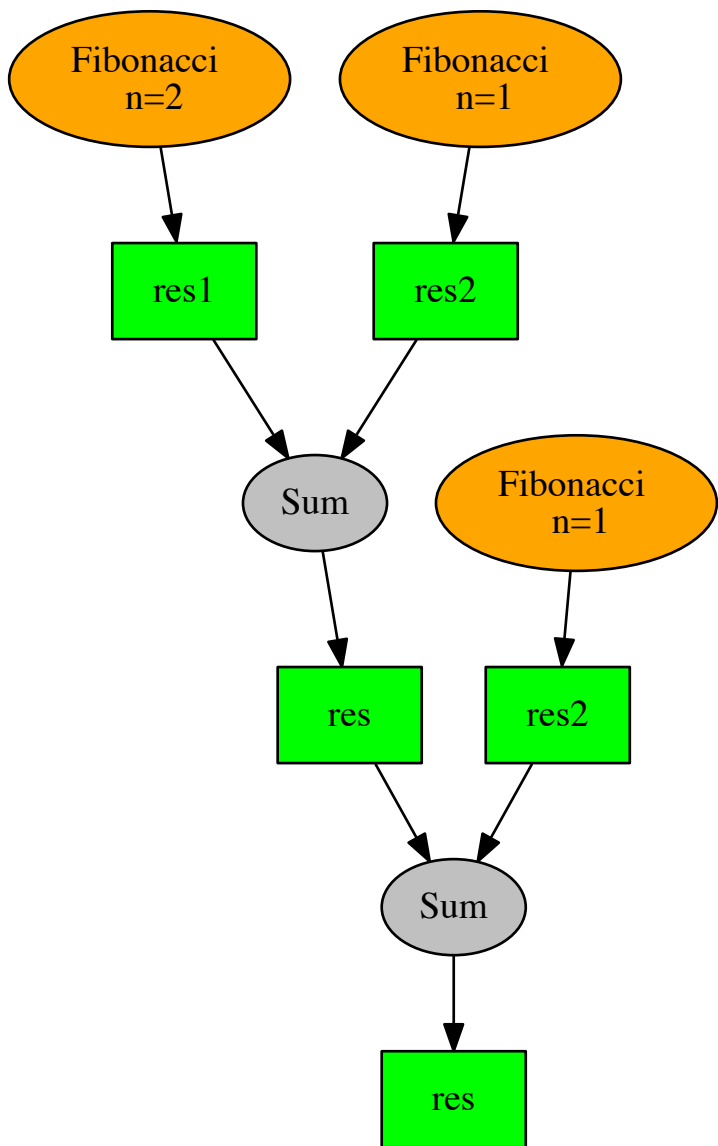 Fibonacci
n=2
Fibonacci
n=1
res1
res2
Sum
Fibonacci
n=1
res
res2
Sum
res